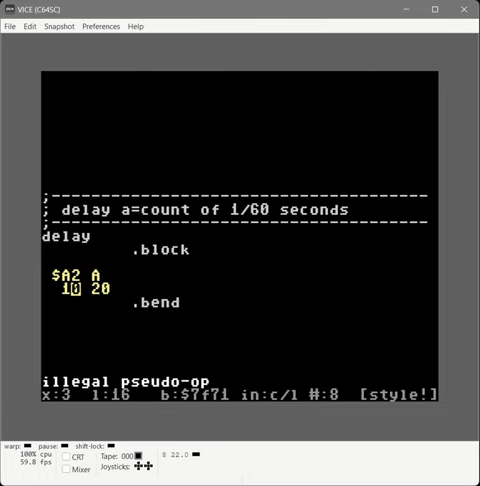 VICE (C64SC)
File Edit Snapshot Preferences Help
;-------------------------------------
; delay a=count of 1/60 seconds
;-------------------------------------
delay
.block
$A2 A
10 20
.bend
illegal pseudo-op
x:3 l:16 b:$7f71 in:c/l #:8 [style!]
warp: pause: shift-lock:
100% cpu
59.8 fps
CRT
Mixer
Tape: 000
Joysticks:
8 22.0